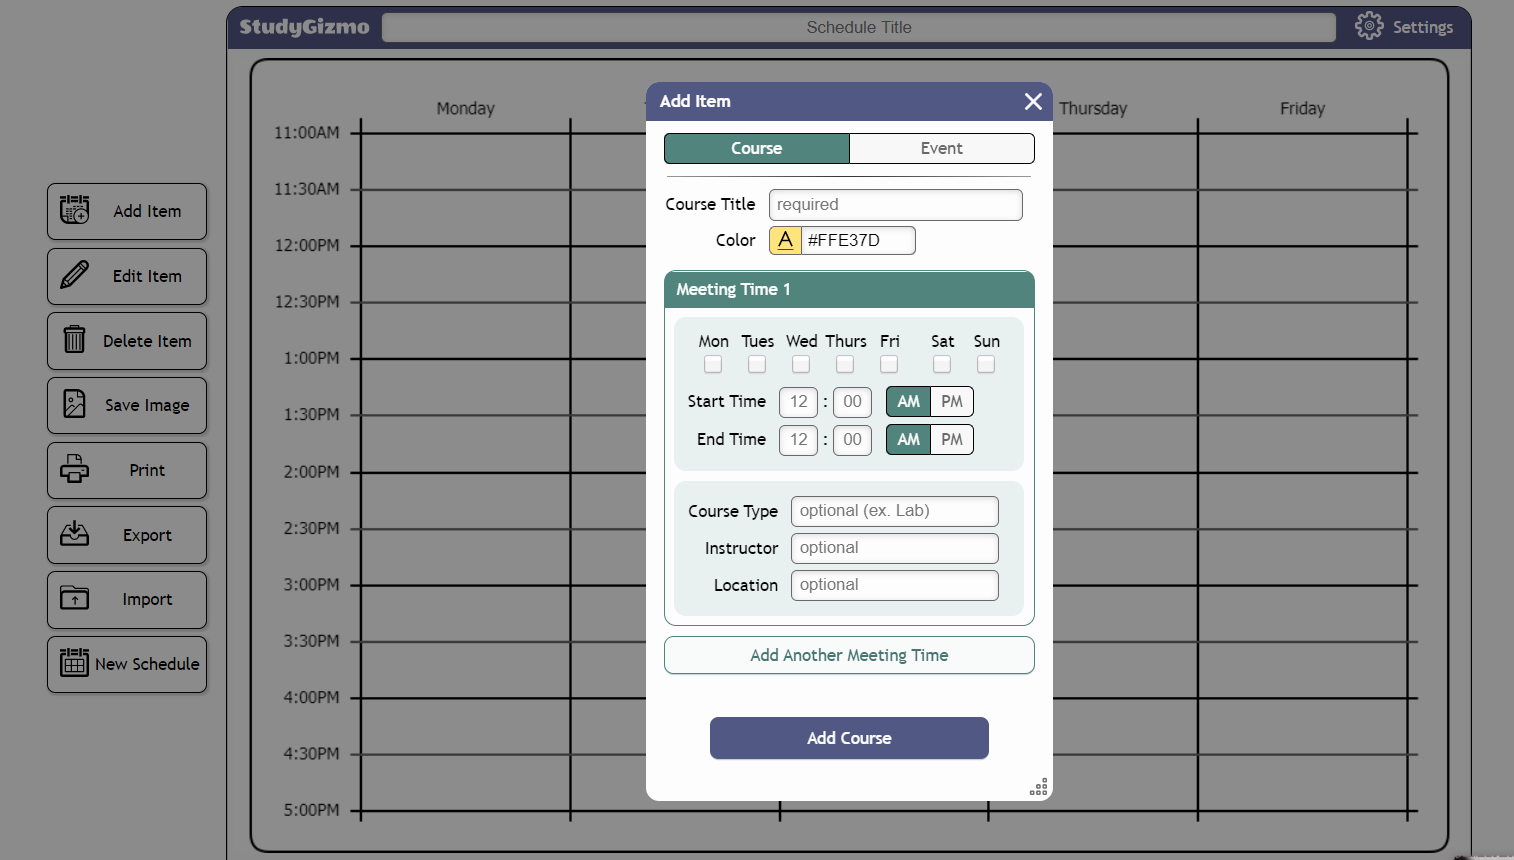 StudyGizmo
Schedule Title
Settings
Monday
Thursday
Friday
11:00AM
11:30AM
12:00PM
12:30PM
1:00PM
1:30PM
2:00PM
2:30PM
3:00PM
3:30PM
4:00PM
4:30PM
5:00PM
Add Item
Edit Item
Delete Item
Save Image
Print
Export
Import
New Schedule
Add Item
Course Event
Course Title required
Color A #FFE37D
Meeting Time 1
Mon Tues Wed Thurs Fri Sat Sun
Start Time 12 : 00 AM PM
End Time 12 : 00 AM PM
Course Type optional (ex. Lab)
Instructor optional
Location optional
Add Another Meeting Time
Add Course